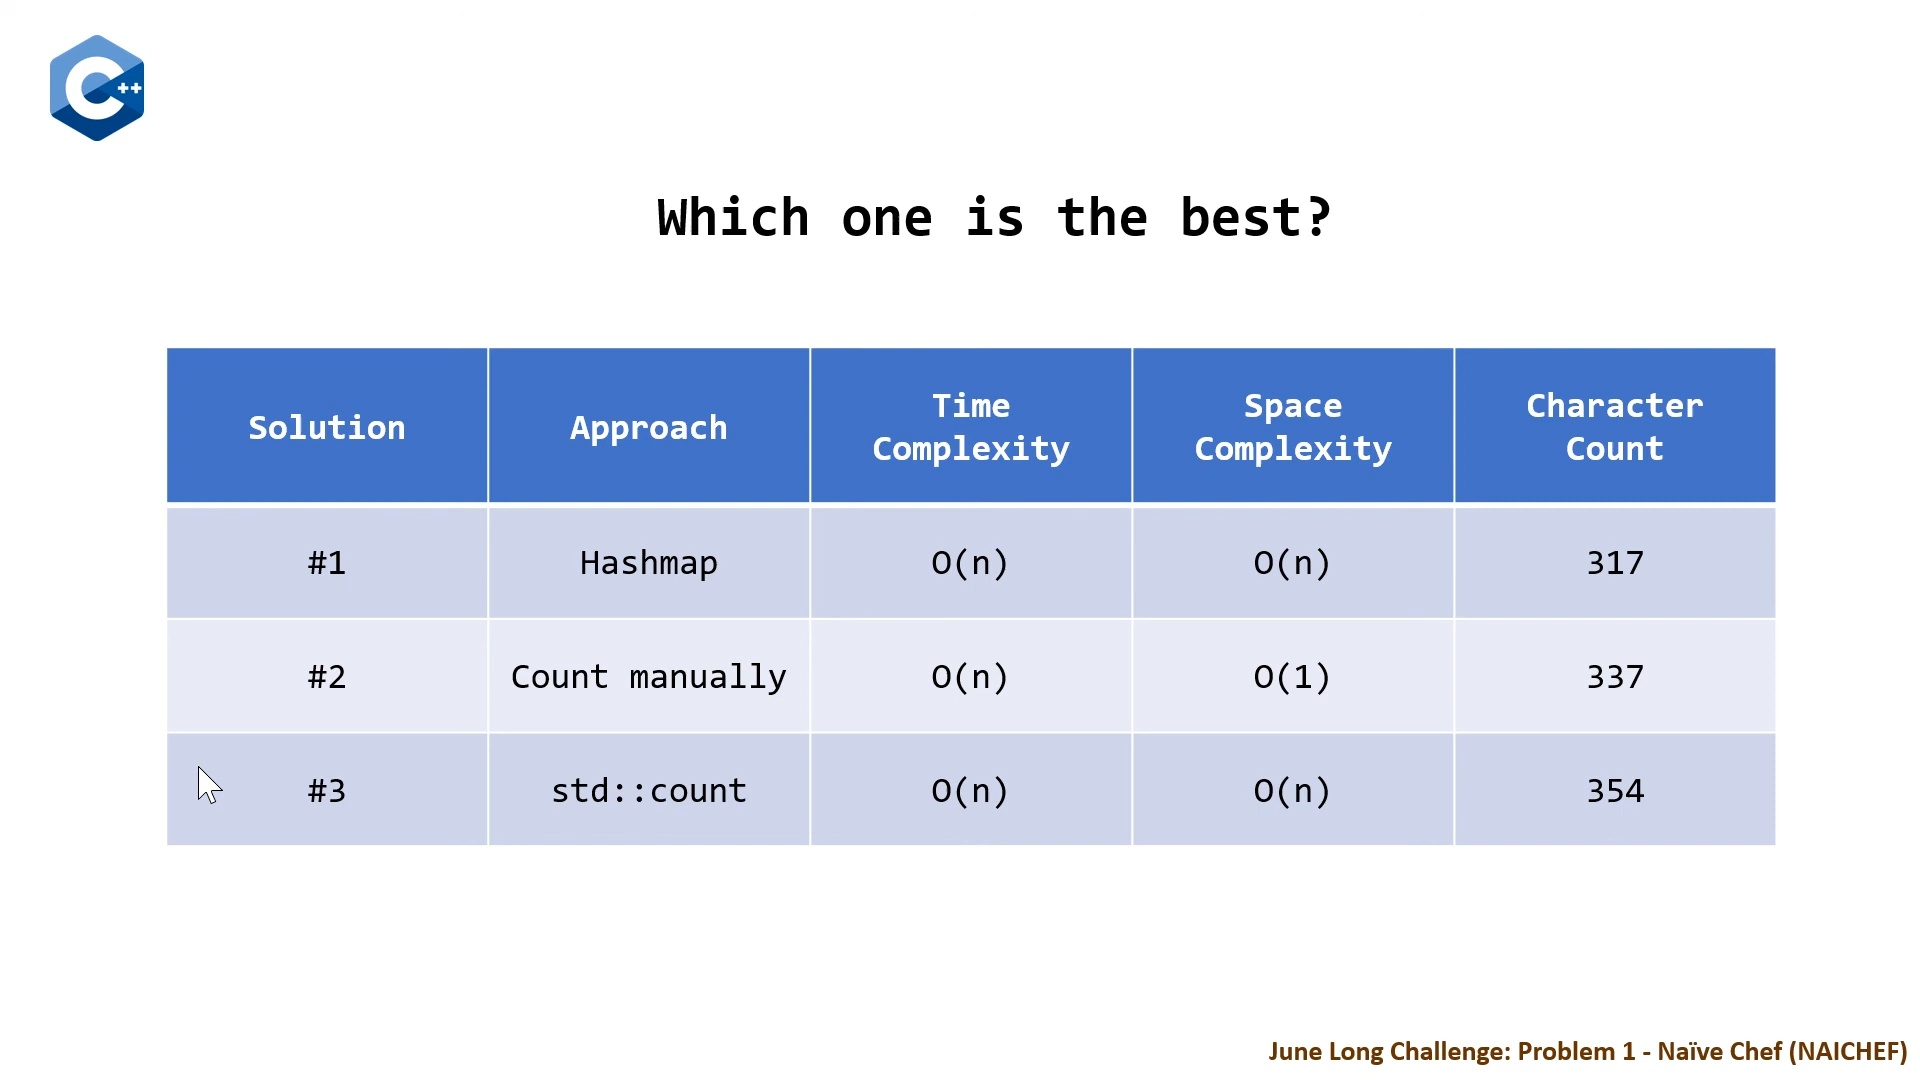 C++
Which one is the best?
Solution Approach Time Complexity Space Complexity Character Count
#1 Hashmap O(n) O(n) 317
#2 Count manually O(n) O(1) 337
#3 std::count O(n) O(n) 354
June Long Challenge: Problem 1 - Naïve Chef (NAICHEF)